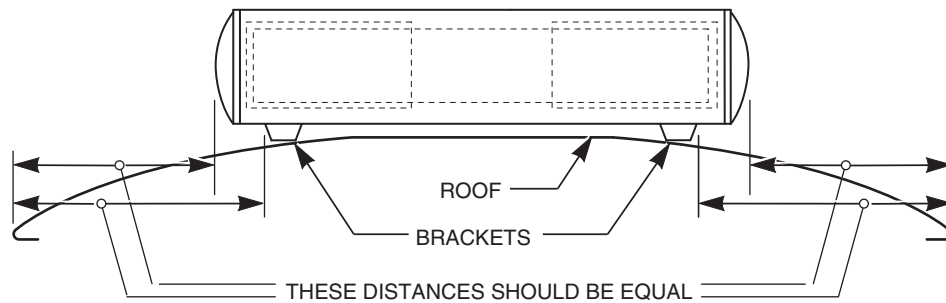 ROOF
BRACKETS
THESE DISTANCES SHOULD BE EQUAL